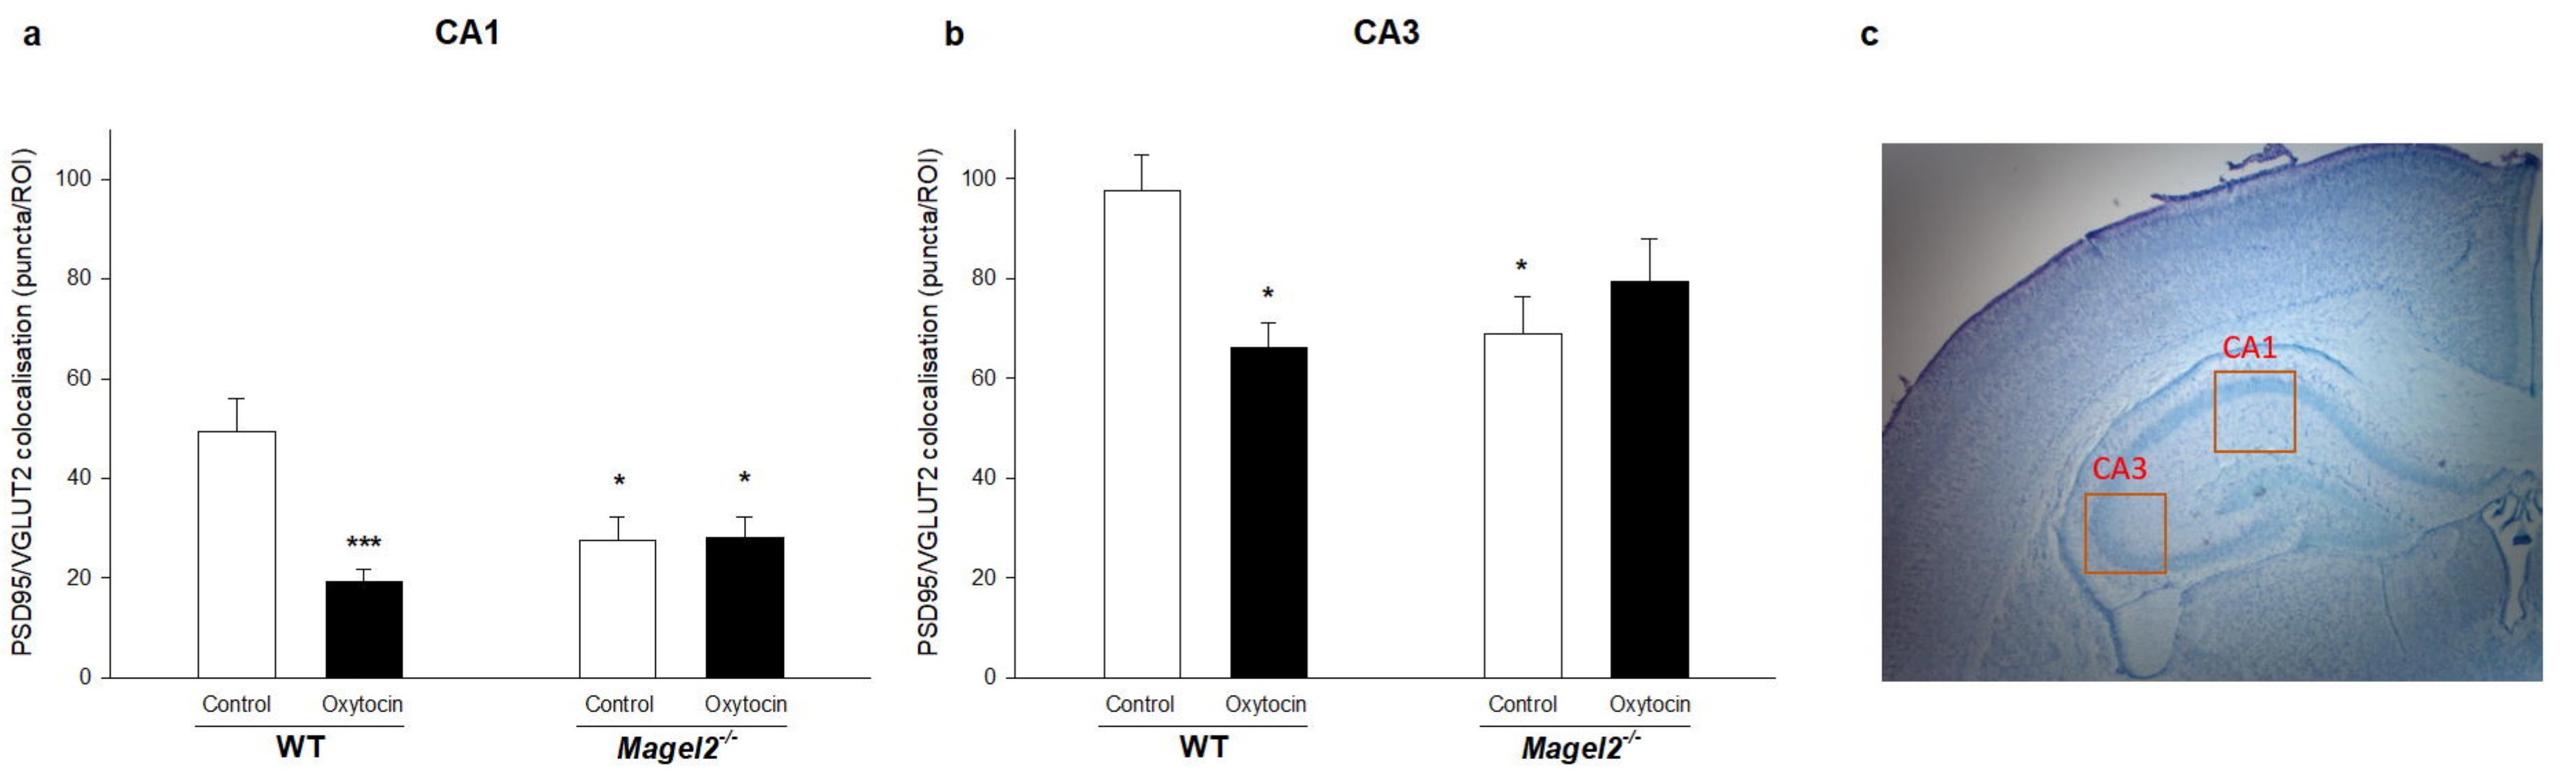 a
CA1
PSD95/VGLUT2 colocalisation (puncta/ROI)
100
80
60
40
20
0
***
*
*
Control Oxytocin Control Oxytocin
WT Magel2-/-
b
CA3
PSD95/VGLUT2 colocalisation (puncta/ROI)
100
80
60
40
20
0
*
*
Control Oxytocin Control Oxytocin
WT Magel2-/-
c
CA1
CA3